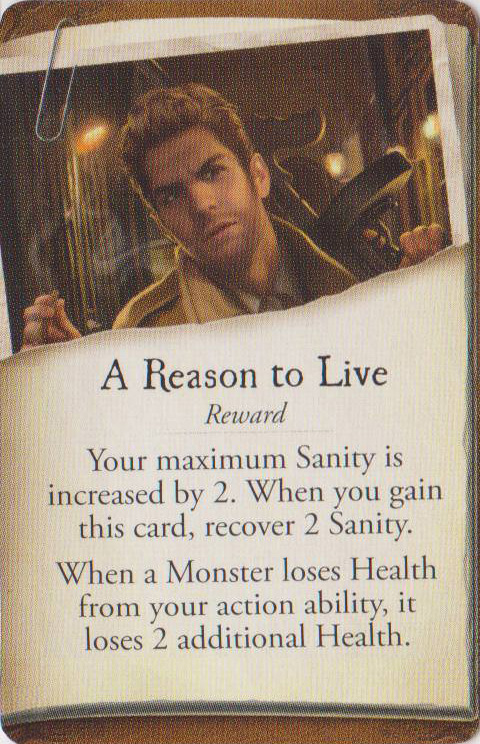 A Reason to Live
Reward
Your maximum Sanity is
increased by 2. When you gain
this card, recover 2 Sanity.
When a Monster loses Health
from your action ability, it
loses 2 additional Health.